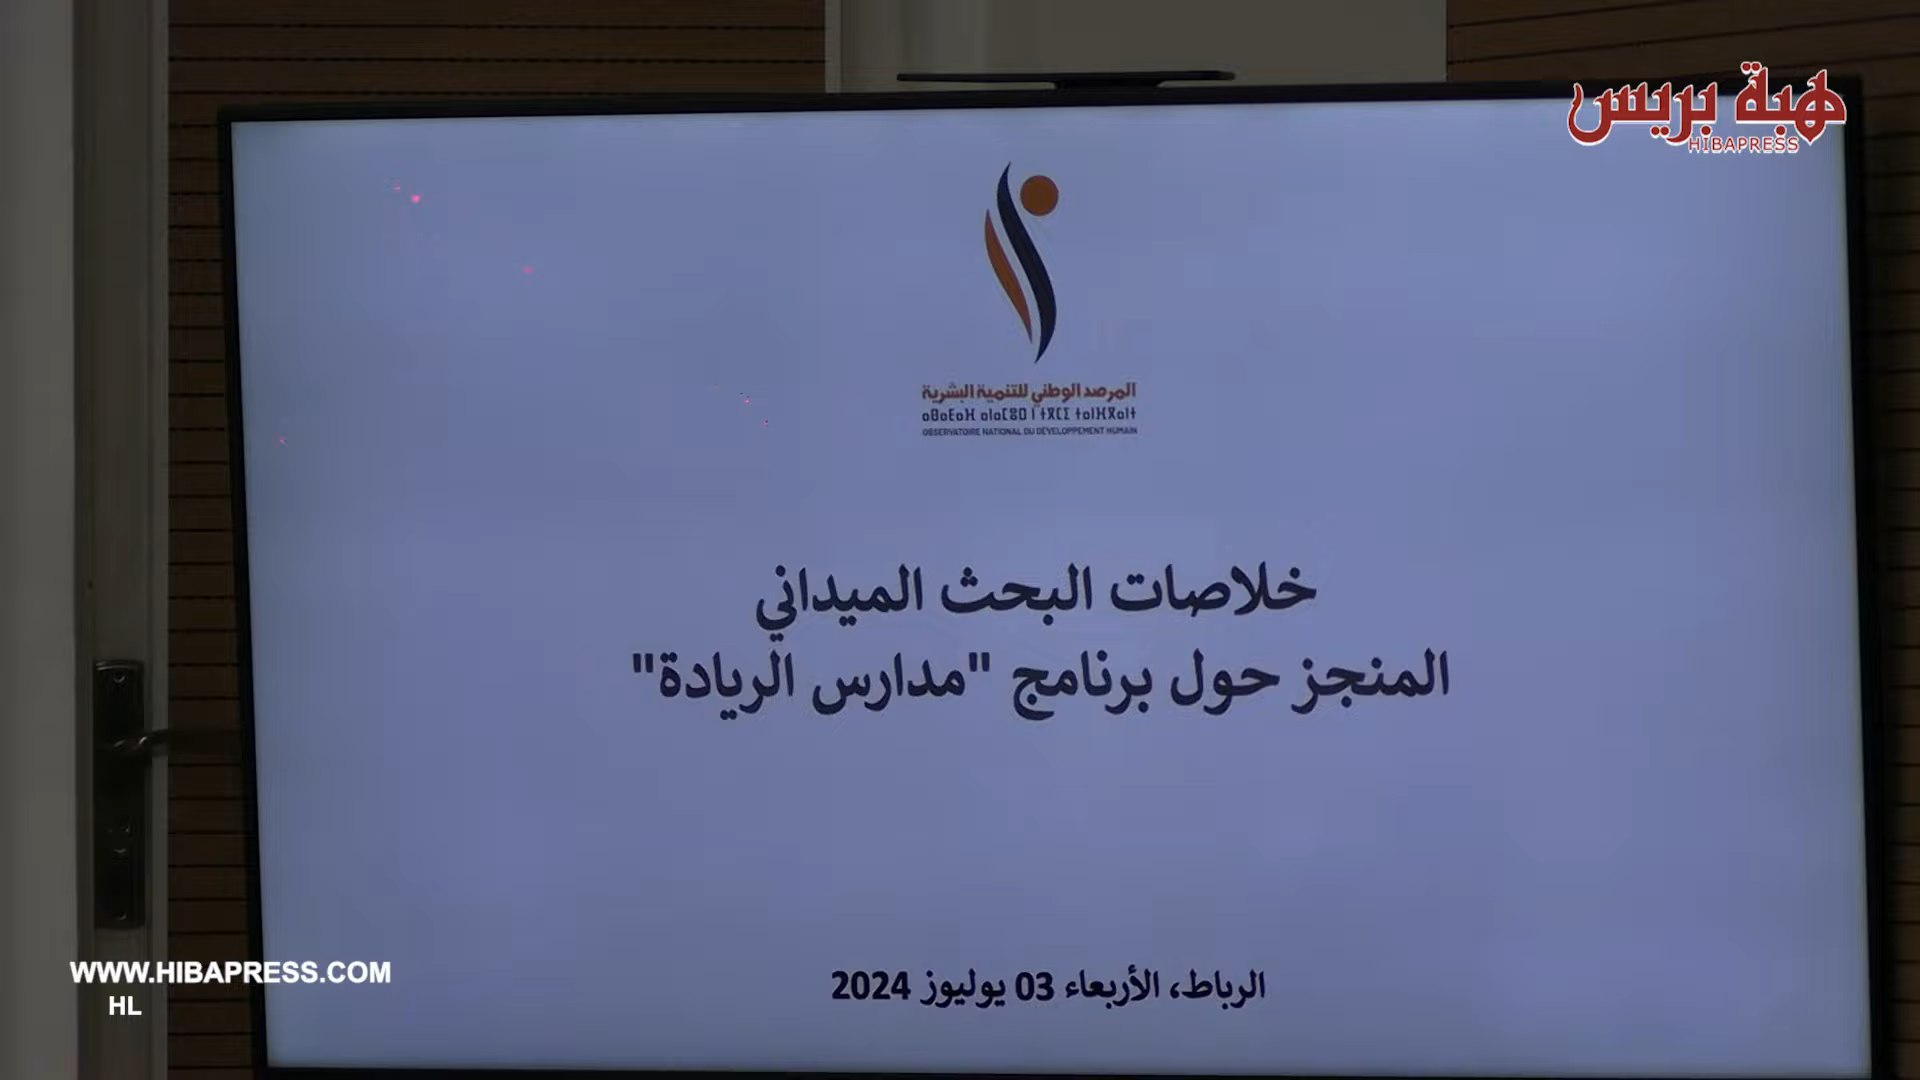 هبة بريس
HIBAPRESS
المرصد الوطني للتنمية البشرية
OBSERVATOIRE NATIONAL DU DÉVELOPPEMENT HUMAIN
خلاصات البحث الميداني
المنجز حول برنامج "مدارس الريادة"
الرباط، الأربعاء 03 يوليوز 2024
WWW.HIBAPRESS.COM
HL